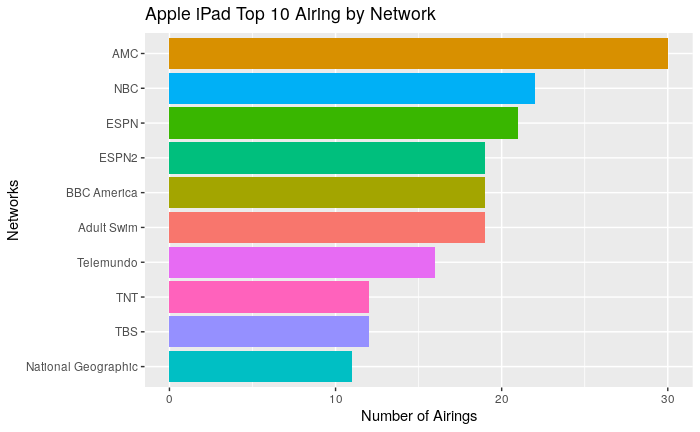 Apple iPad Top 10 Airing by Network
Networks
AMC
NBC
ESPN
ESPN2
BBC America
Adult Swim
Telemundo
TNT
TBS
National Geographic
0 10 20 30
Number of Airings